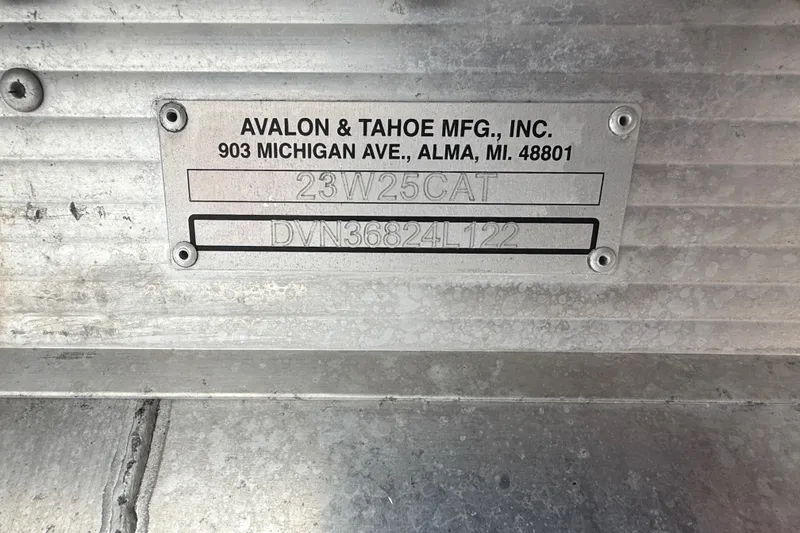 AVALON & TAHOE MFG., INC.
903 MICHIGAN AVE., ALMA, MI. 48801
23W25CAT
DVN36824L122